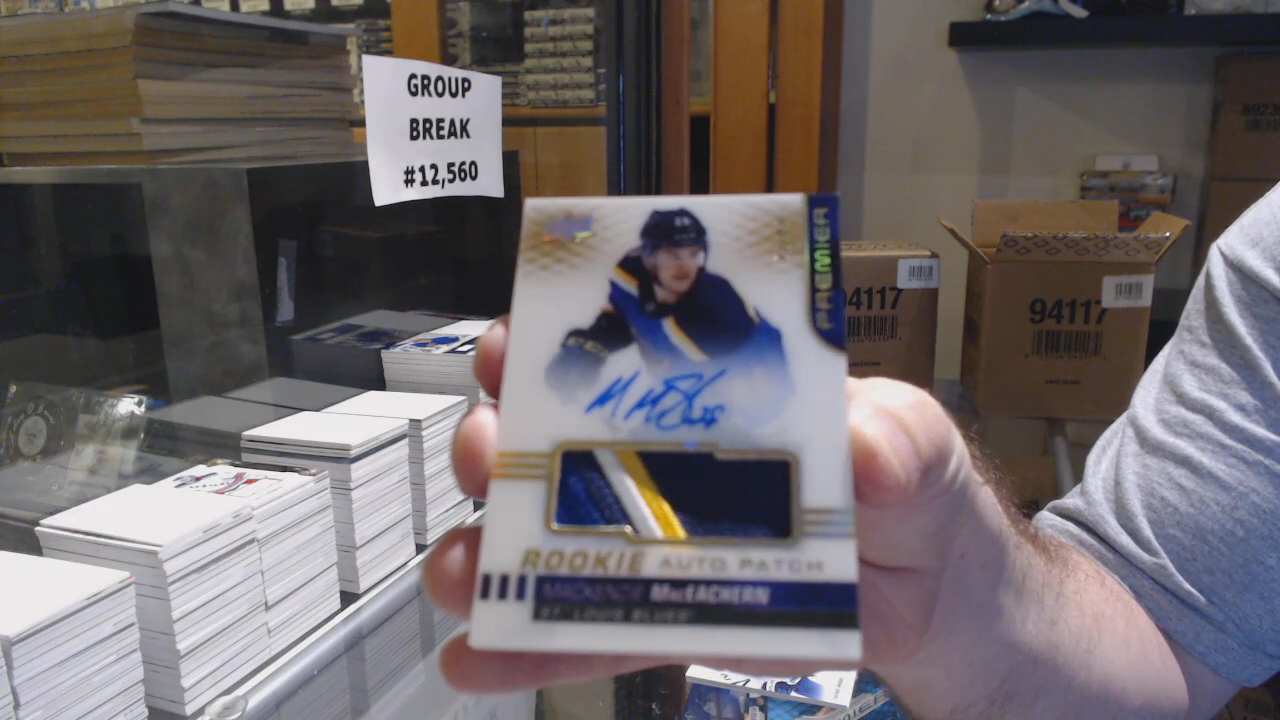 GROUP
BREAK
#12,560
PREMIER
ROOKIE AUTO PATCH
MACKENZIE MACEACHERN
ST. LOUIS BLUES
94117
94117